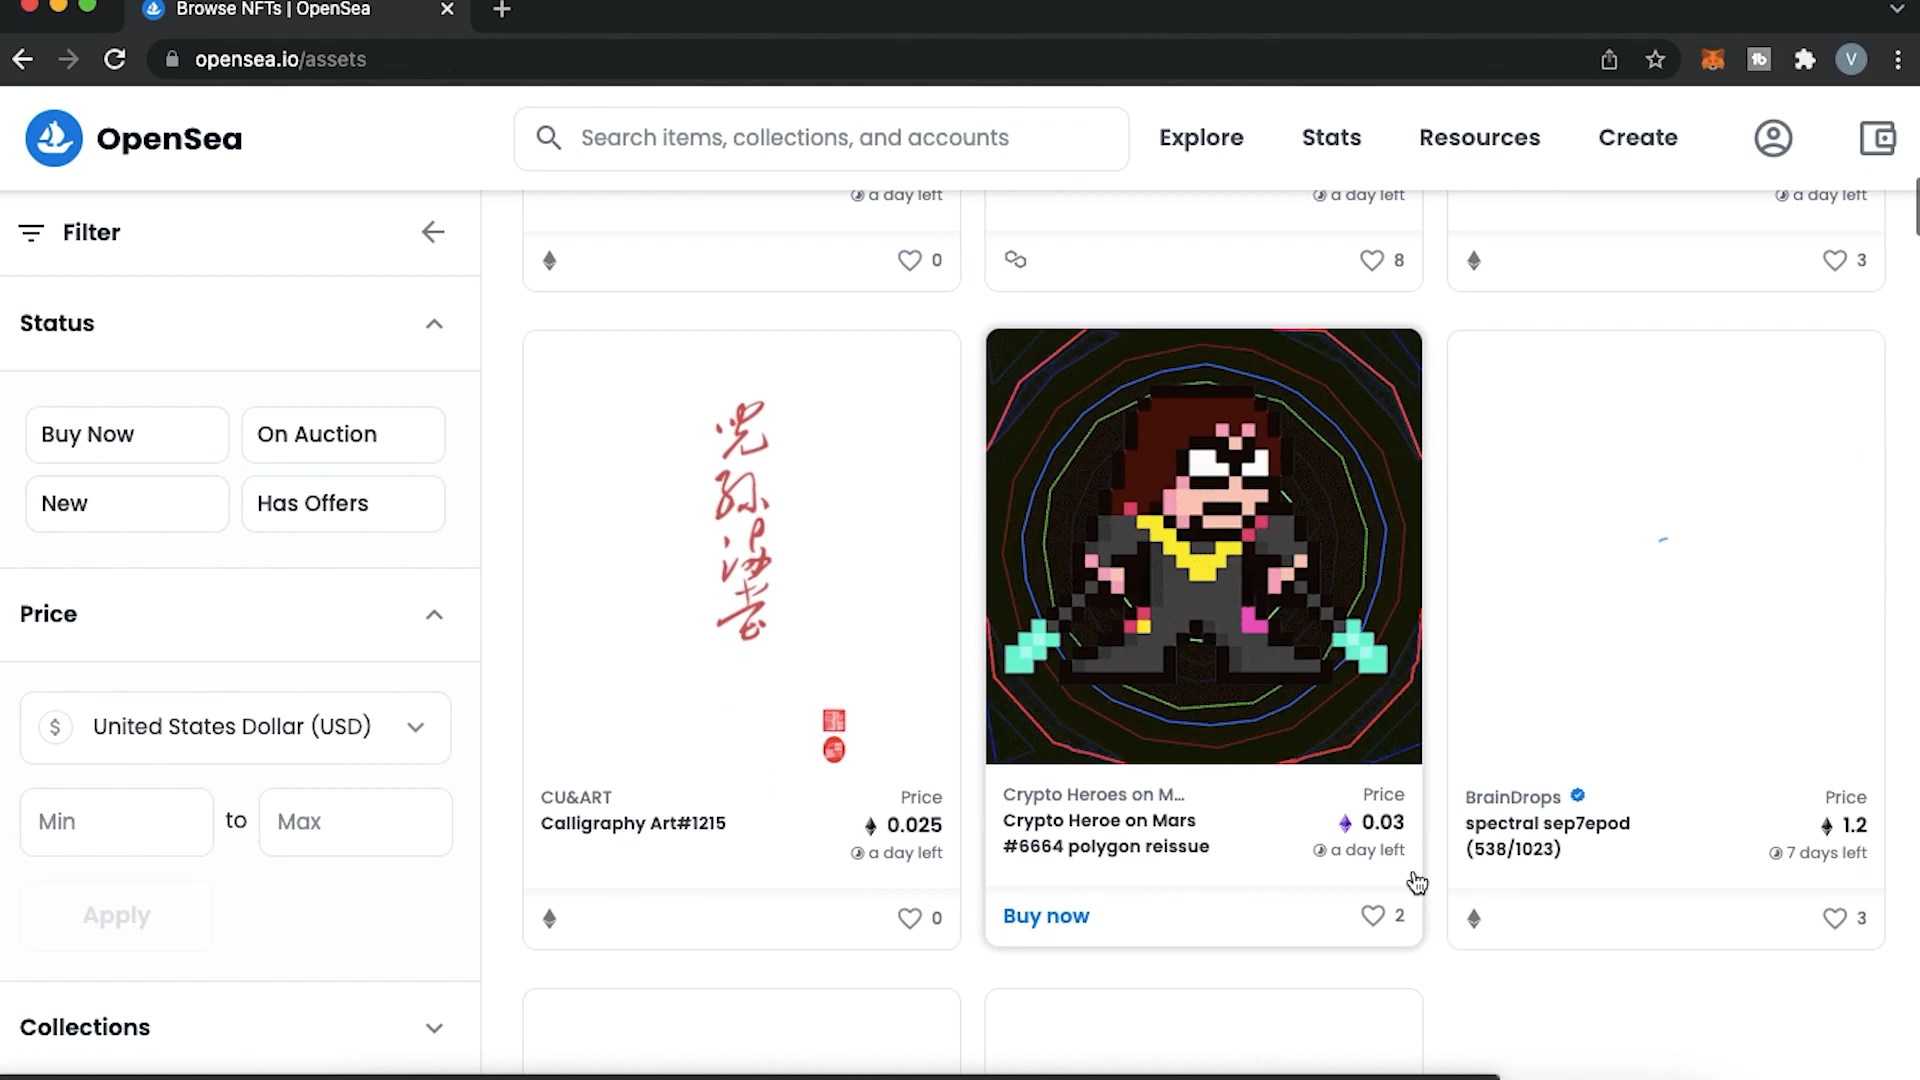 Browse NFTs | OpenSea
opensea.io/assets
V
OpenSea
Search items, collections, and accounts
Explore
Stats
Resources
Create
Filter
Status
Buy Now
On Auction
New
Has Offers
Price
$ United States Dollar (USD)
Min
to
Max
Apply
Collections
a day left
a day left
a day left
0
8
3
CU&ART
Price
Calligraphy Art#1215
0.025
a day left
0
Crypto Heroes on M...
Price
Crypto Heroe on Mars
0.03
#6664 polygon reissue
a day left
Buy now
2
BrainDrops
Price
spectral sep7epod
1.2
(538/1023)
7 days left
3